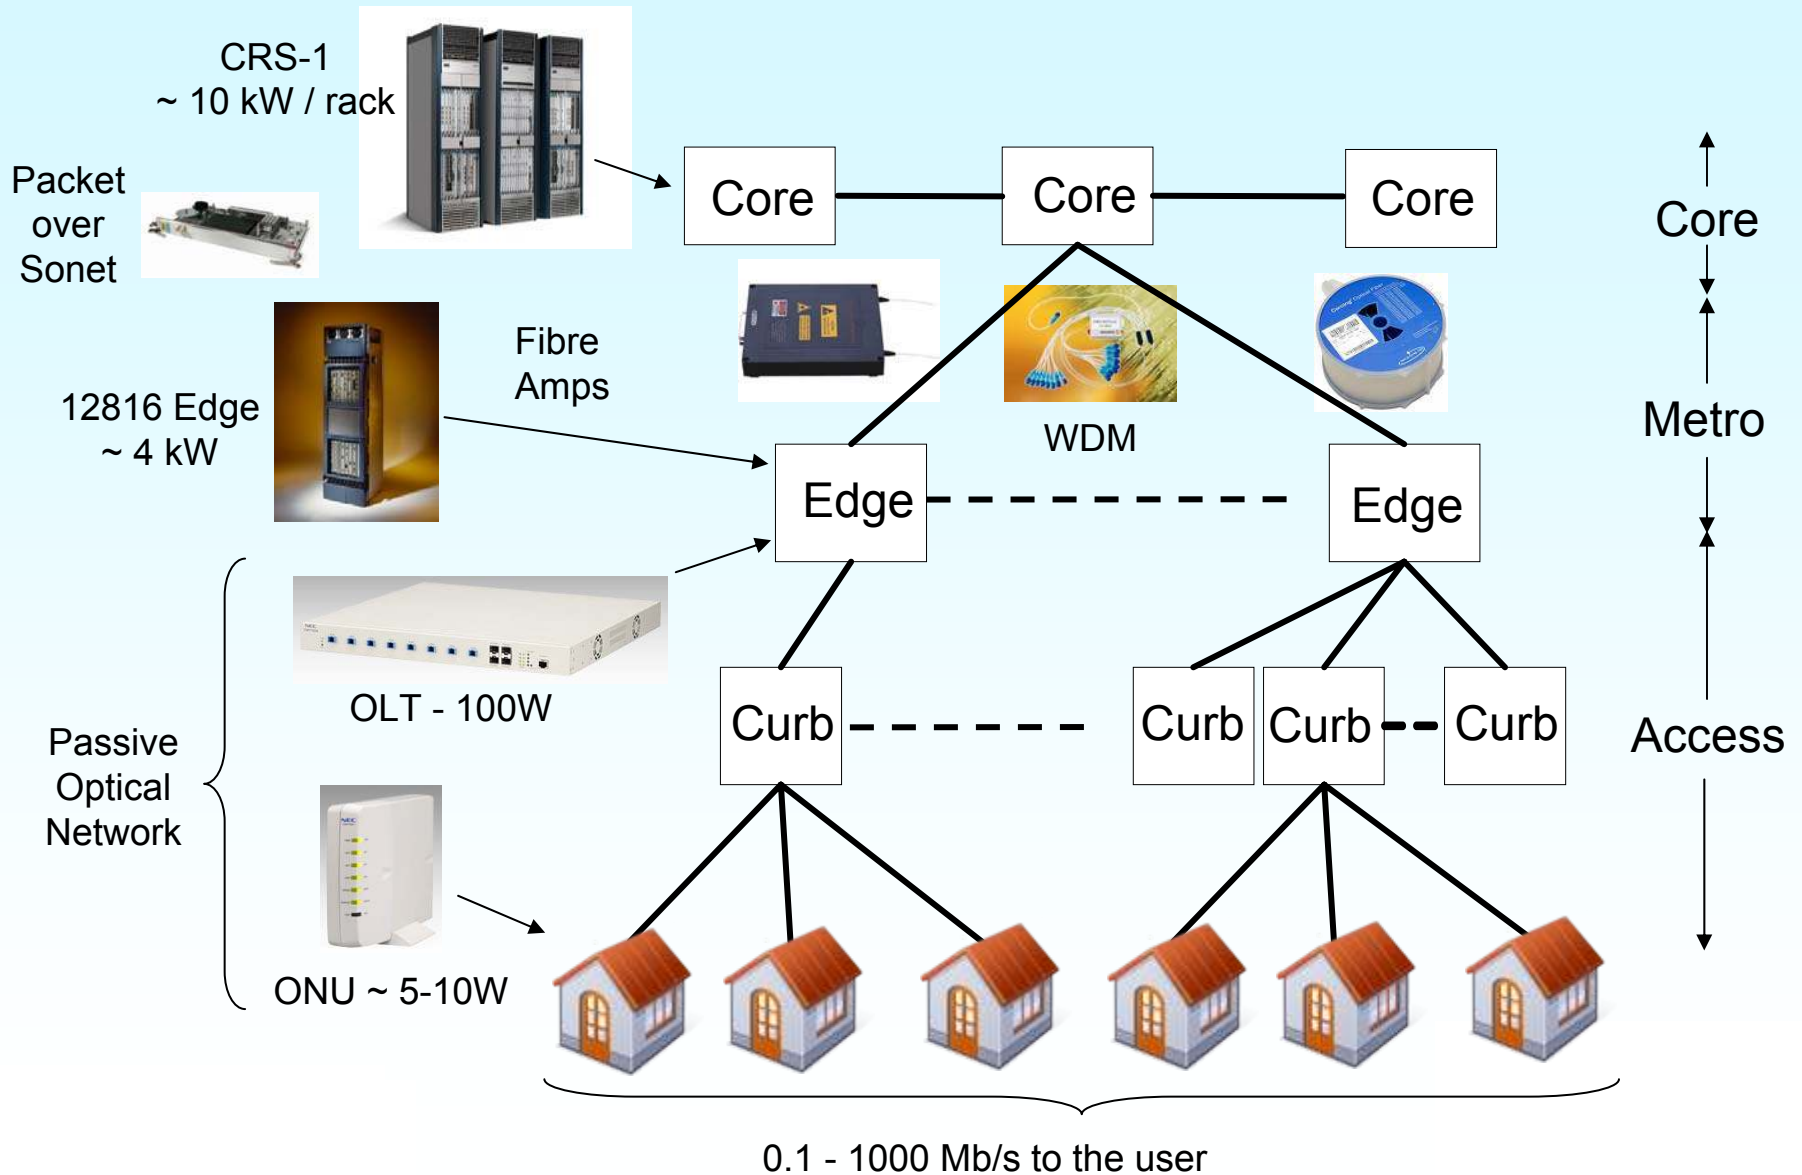 CRS-1
~ 10 kW / rack
Packet
over
Sonet
Core
Core
Core
Core
Fibre
Amps
12816 Edge
~ 4 kW
WDM
Metro
Edge
Edge
OLT - 100W
Curb
Curb
Curb
Curb
Access
Passive
Optical
Network
NEC
NEC
ONU ~ 5-10W
0.1 - 1000 Mb/s to the user